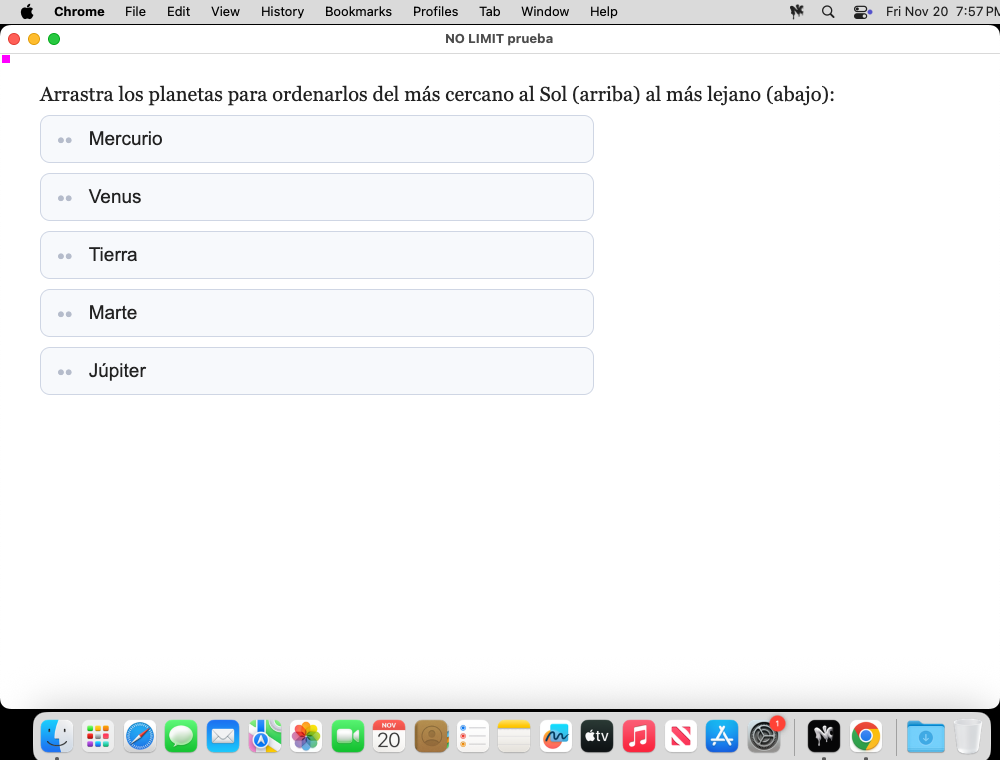 Chrome File Edit View History Bookmarks Profiles Tab Window Help Fri Nov 20 7:57 PM
NO LIMIT prueba
Arrastra los planetas para ordenarlos del más cercano al Sol (arriba) al más lejano (abajo):
Mercurio
Venus
Tierra
Marte
Júpiter
NOV
20
tv
1